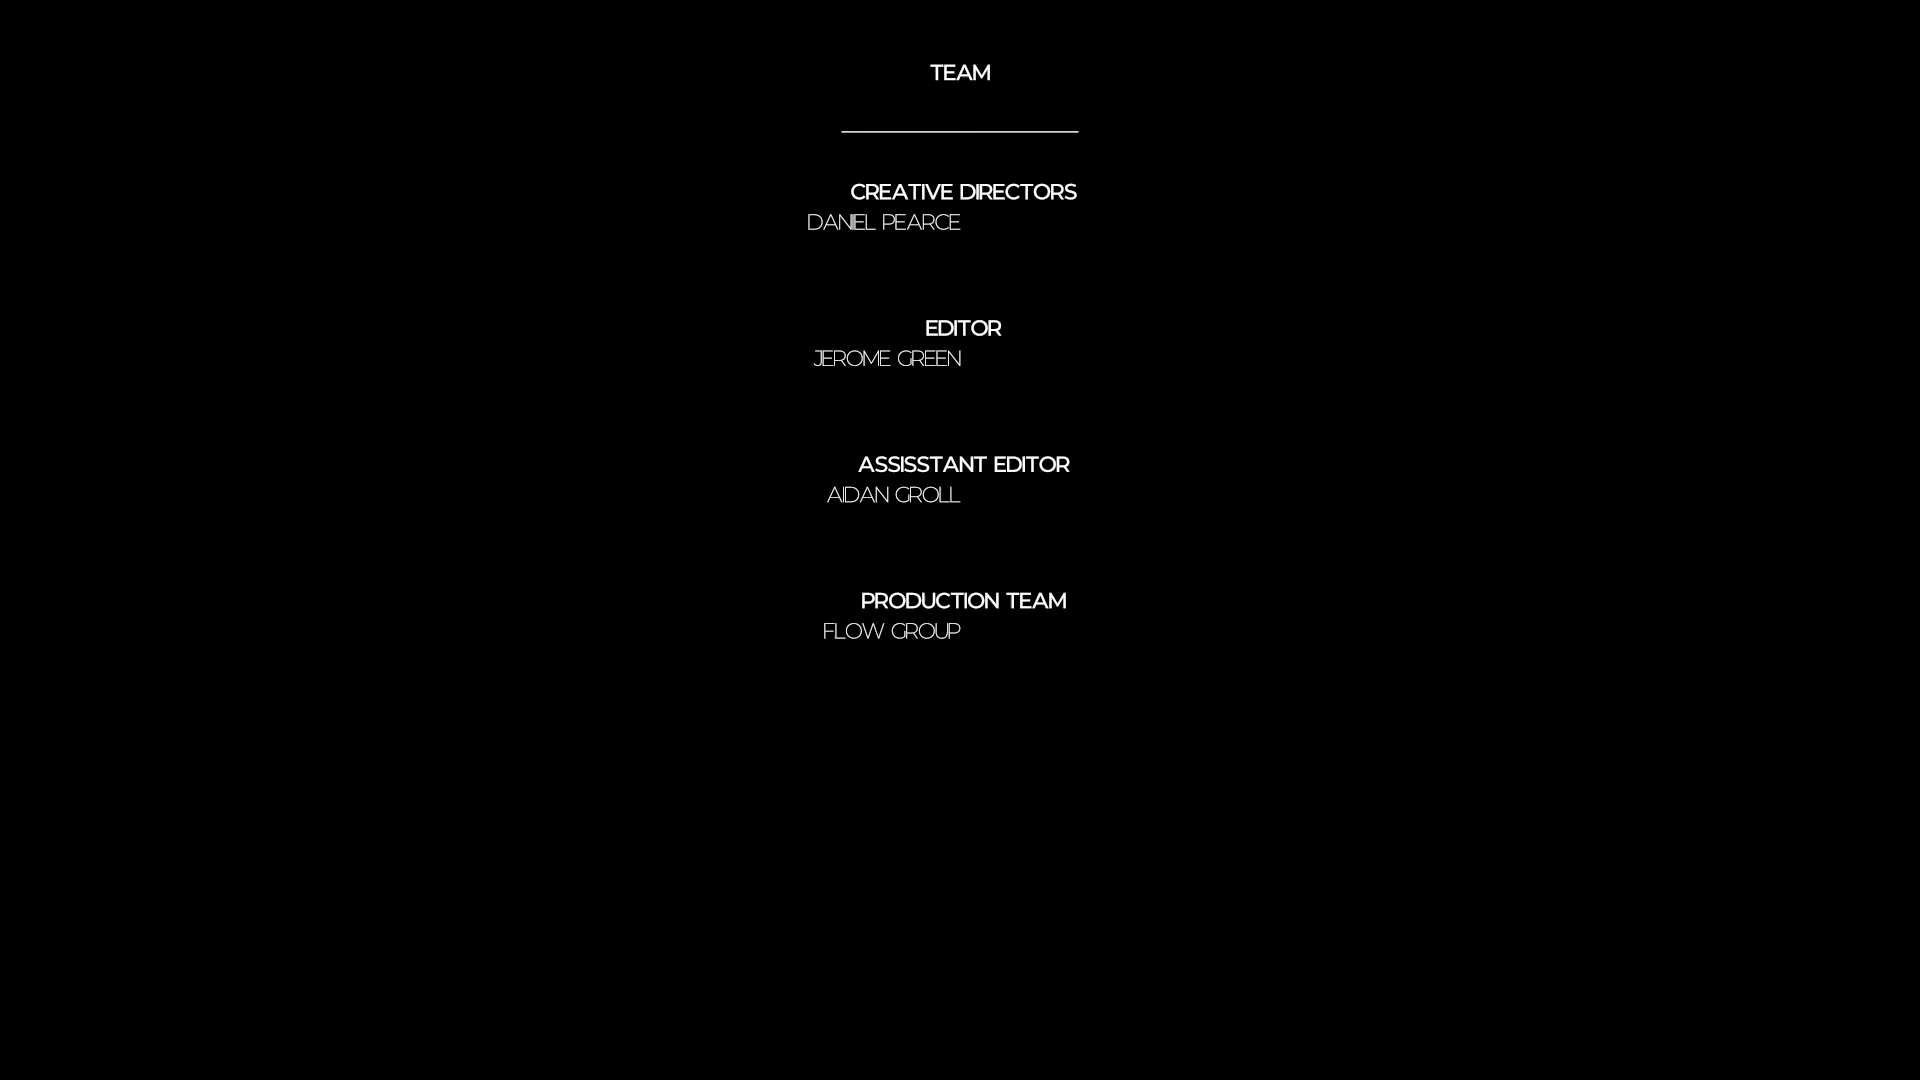 TEAM
CREATIVE DIRECTORS
DANIEL PEARCE
EDITOR
JEROME GREEN
ASSISSTANT EDITOR
AIDAN GROLL
PRODUCTION TEAM
FLOW GROUP